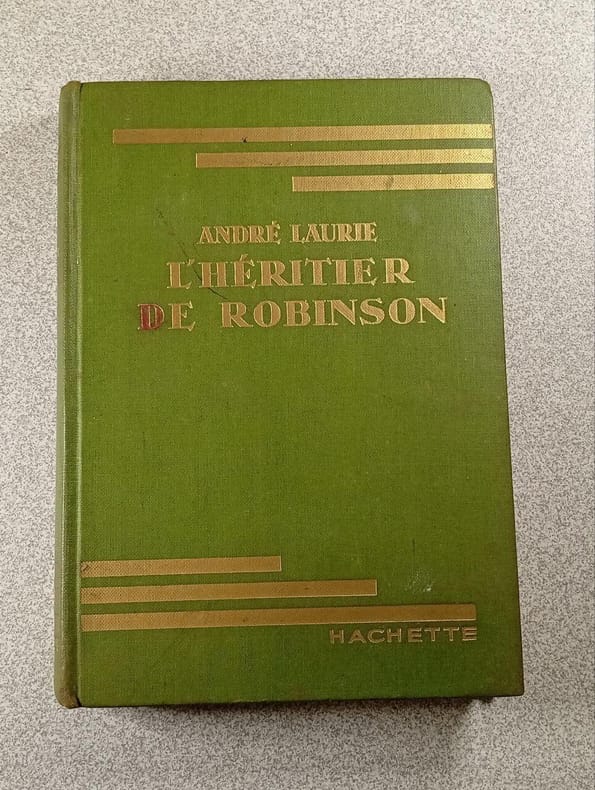 ANDRÉ LAURIE
L'HÉRITIER
DE ROBINSON
HACHETTE